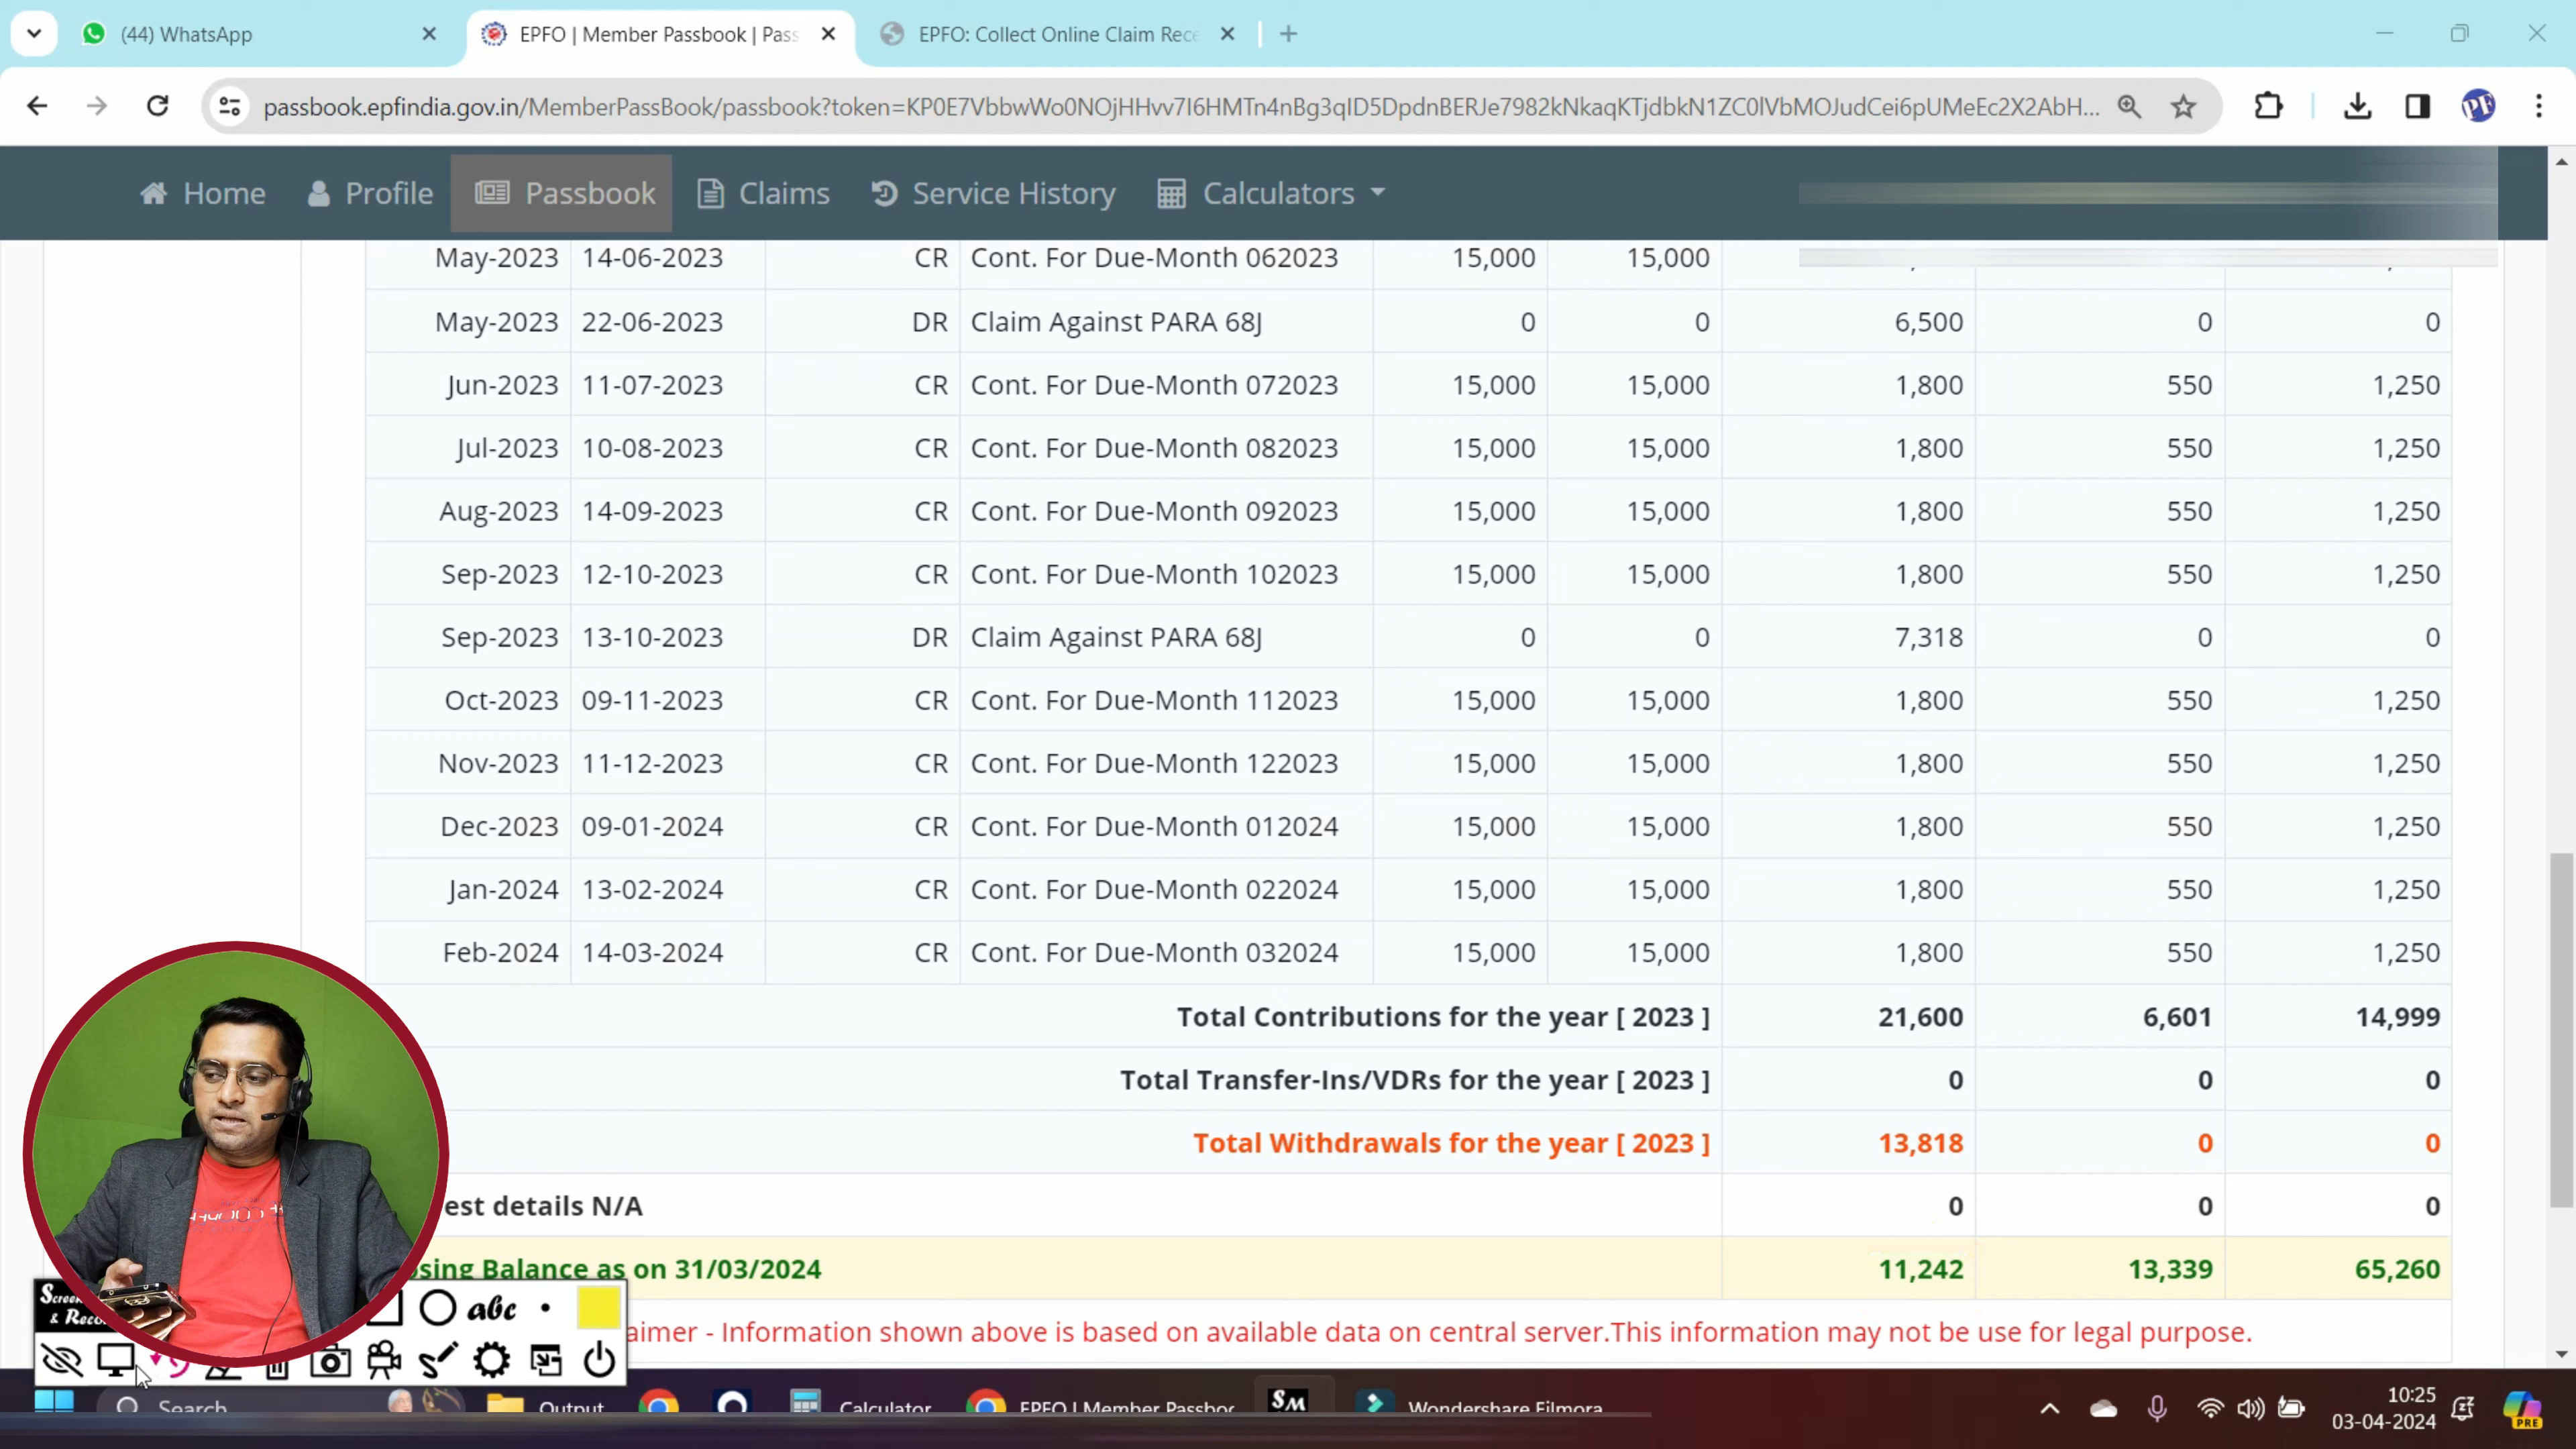 (44) WhatsApp
EPFO | Member Passbook | Pass
EPFO: Collect Online Claim Rece
passbook.epfindia.gov.in/MemberPassBook/passbook?token=KP0E7VbbwWo0NOjHHvv7I6HMTn4nBg3qID5DpdnBERJe7982kNkaqKTjdbkN1ZC0lVbMOJudCei6pUMeEc2X2AbH...
PF
Home Profile Passbook Claims Service History Calculators
May-2023 14-06-2023 CR Cont. For Due-Month 062023 15,000 15,000
May-2023 22-06-2023 DR Claim Against PARA 68J 0 0 6,500 0 0
Jun-2023 11-07-2023 CR Cont. For Due-Month 072023 15,000 15,000 1,800 550 1,250
Jul-2023 10-08-2023 CR Cont. For Due-Month 082023 15,000 15,000 1,800 550 1,250
Aug-2023 14-09-2023 CR Cont. For Due-Month 092023 15,000 15,000 1,800 550 1,250
Sep-2023 12-10-2023 CR Cont. For Due-Month 102023 15,000 15,000 1,800 550 1,250
Sep-2023 13-10-2023 DR Claim Against PARA 68J 0 0 7,318 0 0
Oct-2023 09-11-2023 CR Cont. For Due-Month 112023 15,000 15,000 1,800 550 1,250
Nov-2023 11-12-2023 CR Cont. For Due-Month 122023 15,000 15,000 1,800 550 1,250
Dec-2023 09-01-2024 CR Cont. For Due-Month 012024 15,000 15,000 1,800 550 1,250
Jan-2024 13-02-2024 CR Cont. For Due-Month 022024 15,000 15,000 1,800 550 1,250
Feb-2024 14-03-2024 CR Cont. For Due-Month 032024 15,000 15,000 1,800 550 1,250
Total Contributions for the year [ 2023 ] 21,600 6,601 14,999
Total Transfer-Ins/VDRs for the year [ 2023 ] 0 0 0
Total Withdrawals for the year [ 2023 ] 13,818 0 0
est details N/A 0 0 0
sing Balance as on 31/03/2024 11,242 13,339 65,260
Screen
& Reco
abc
aimer - Information shown above is based on available data on central server.This information may not be use for legal purpose.
Search
Output
Calculator
EPFO | Member Passbor
SM
Wondershare Filmora
10:25
03-04-2024
PRE